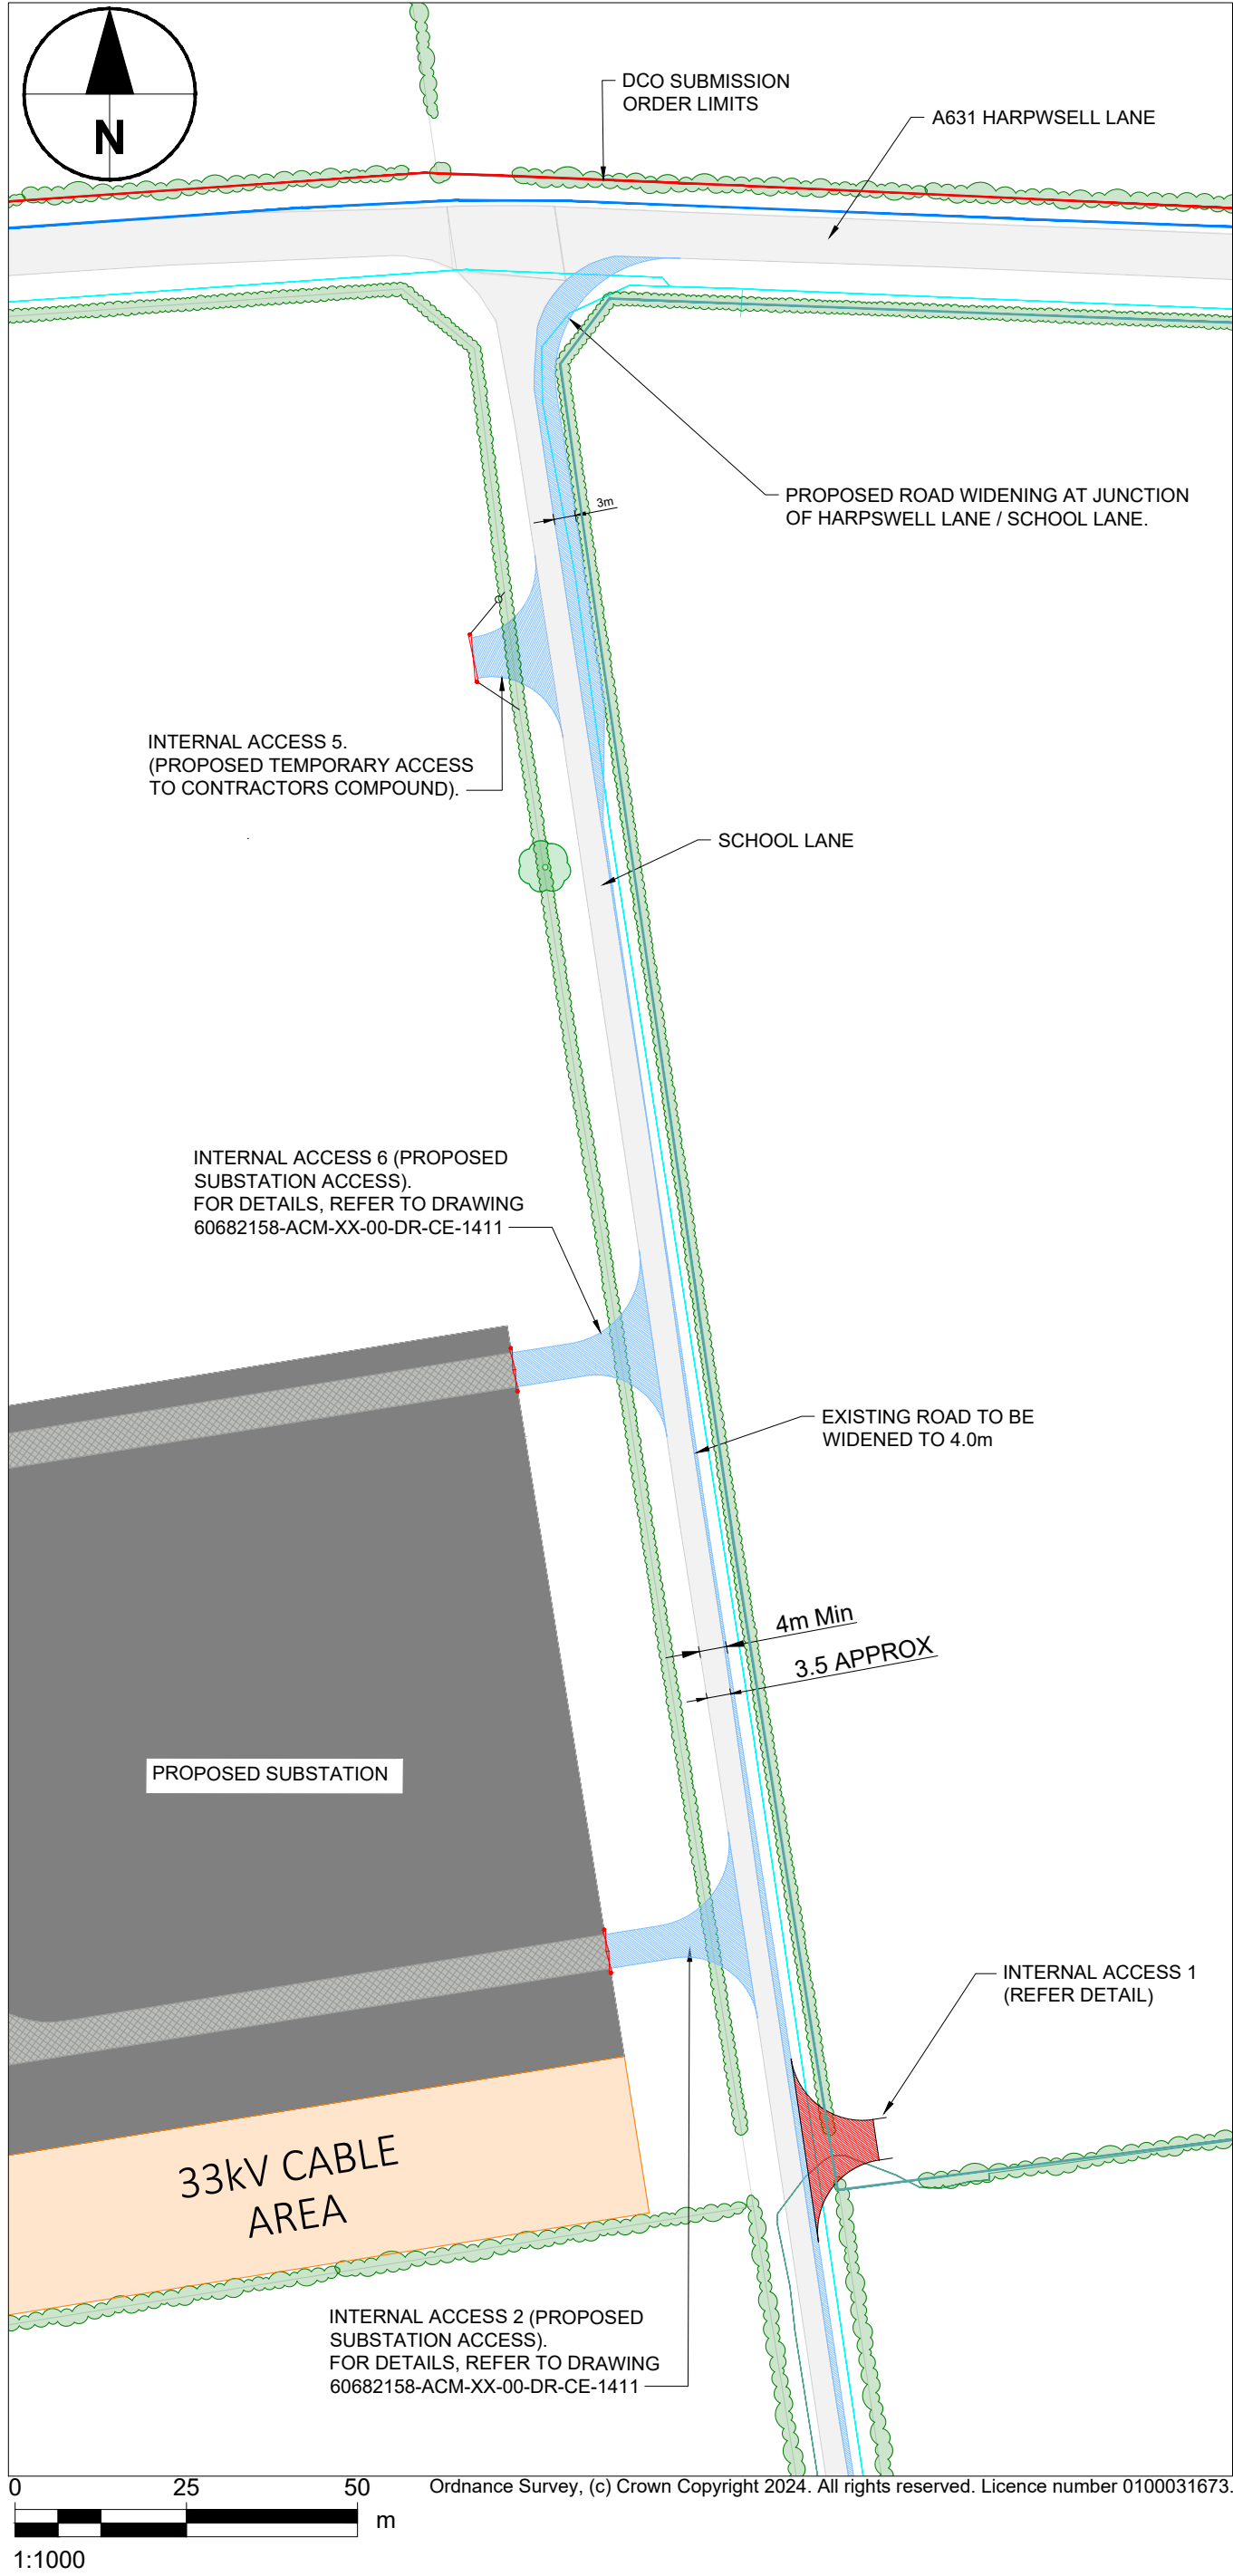 N
DCO SUBMISSION
ORDER LIMITS
A631 HARPWSELL LANE
PROPOSED ROAD WIDENING AT JUNCTION
OF HARPSWELL LANE / SCHOOL LANE.
3m
INTERNAL ACCESS 5.
(PROPOSED TEMPORARY ACCESS
TO CONTRACTORS COMPOUND).
SCHOOL LANE
INTERNAL ACCESS 6 (PROPOSED
SUBSTATION ACCESS).
FOR DETAILS, REFER TO DRAWING
60682158-ACM-XX-00-DR-CE-1411
EXISTING ROAD TO BE
WIDENED TO 4.0m
4m Min
3.5 APPROX
PROPOSED SUBSTATION
INTERNAL ACCESS 1
(REFER DETAIL)
33kV CABLE
AREA
INTERNAL ACCESS 2 (PROPOSED
SUBSTATION ACCESS).
FOR DETAILS, REFER TO DRAWING
60682158-ACM-XX-00-DR-CE-1411
0 25 50
m
1:1000
Ordnance Survey, (c) Crown Copyright 2024. All rights reserved. Licence number 0100031673.